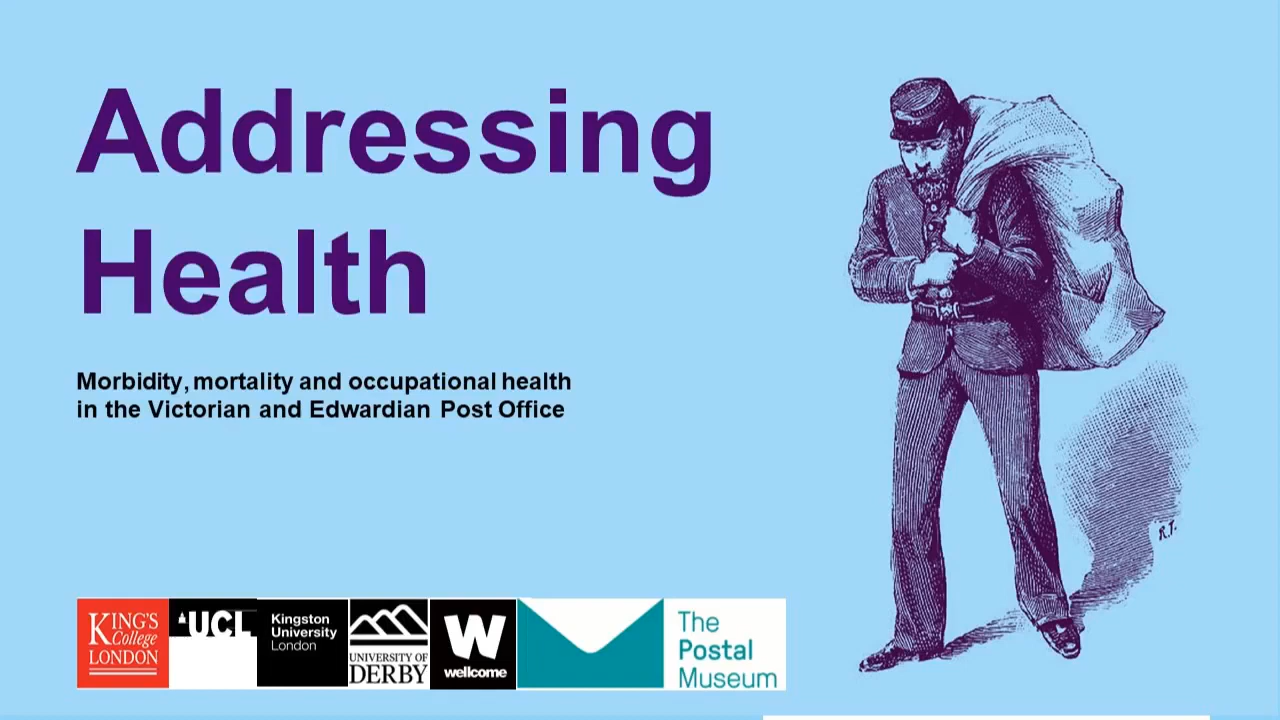 Addressing
Health
Morbidity, mortality and occupational health
in the Victorian and Edwardian Post Office
KING'S
College
LONDON
UCL
Kingston
University
London
UNIVERSITY OF
DERBY
W
wellcome
The
Postal
Museum
R.T.